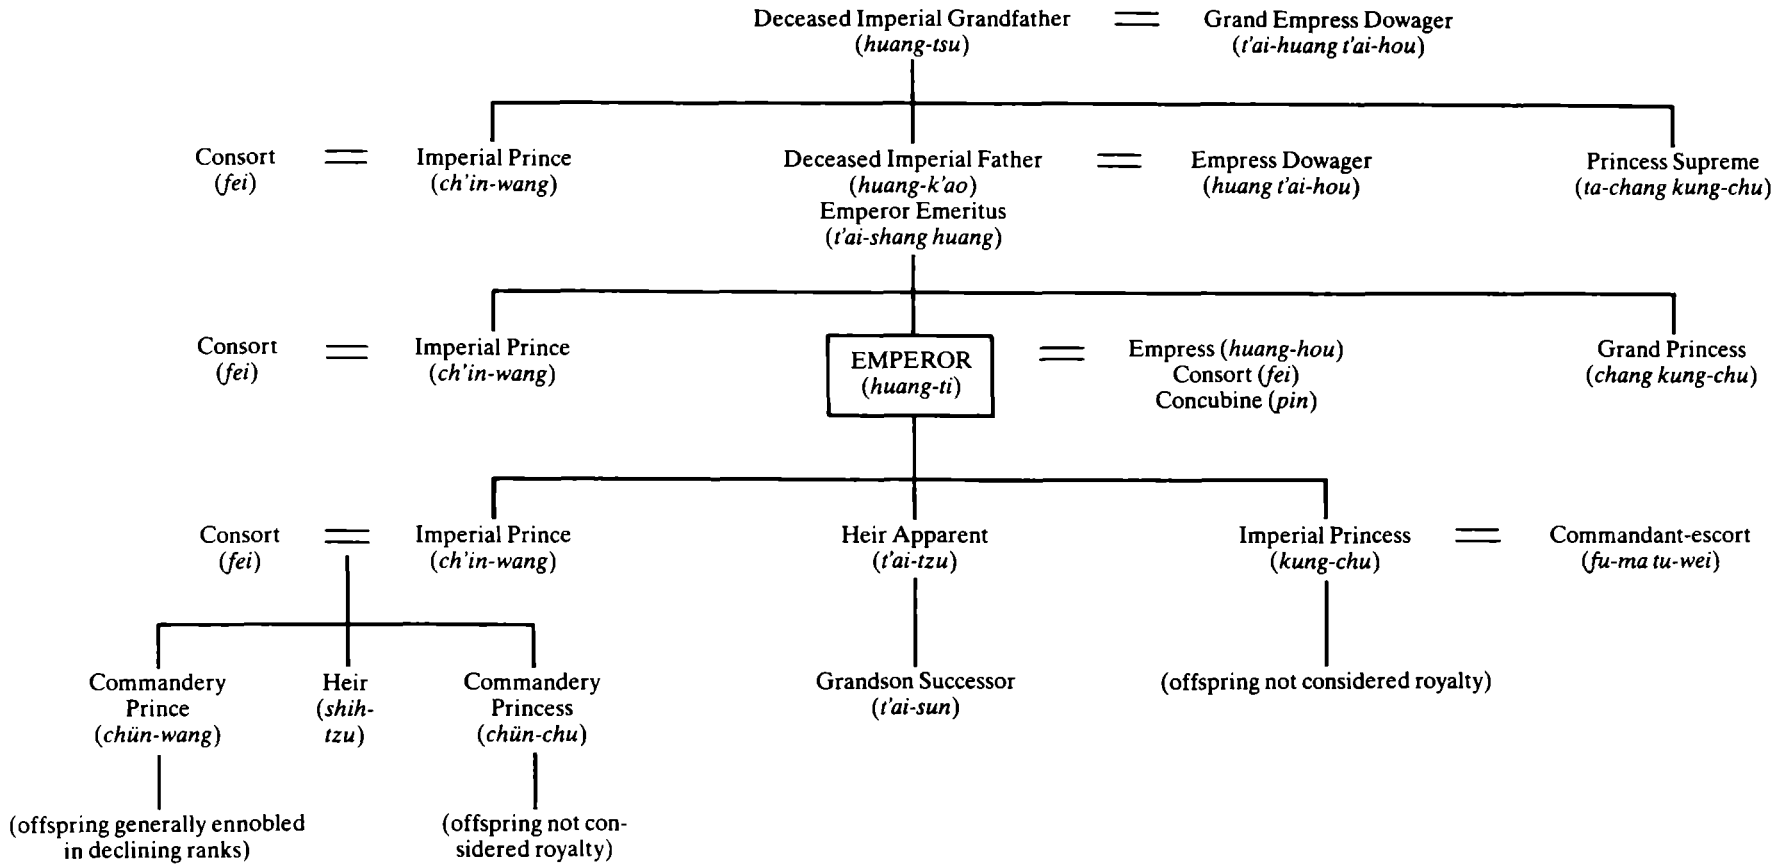 Deceased Imperial Grandfather
(huang-tsu)
Grand Empress Dowager
(t'ai-huang t'ai-hou)
Consort
(fei)
Imperial Prince
(ch'in-wang)
Deceased Imperial Father
(huang-k'ao)
Emperor Emeritus
(t'ai-shang huang)
Empress Dowager
(huang t'ai-hou)
Princess Supreme
(ta-chang kung-chu)
Consort
(fei)
Imperial Prince
(ch'in-wang)
EMPEROR
(huang-ti)
Empress (huang-hou)
Consort (fei)
Concubine (pin)
Grand Princess
(chang kung-chu)
Consort
(fei)
Imperial Prince
(ch'in-wang)
Heir Apparent
(t'ai-tzu)
Imperial Princess
(kung-chu)
Commandant-escort
(fu-ma tu-wei)
Commandery
Prince
(chün-wang)
Heir
(shih-
tzu)
Commandery
Princess
(chün-chu)
Grandson Successor
(t'ai-sun)
(offspring not considered royalty)
(offspring generally ennobled
in declining ranks)
(offspring not con-
sidered royalty)